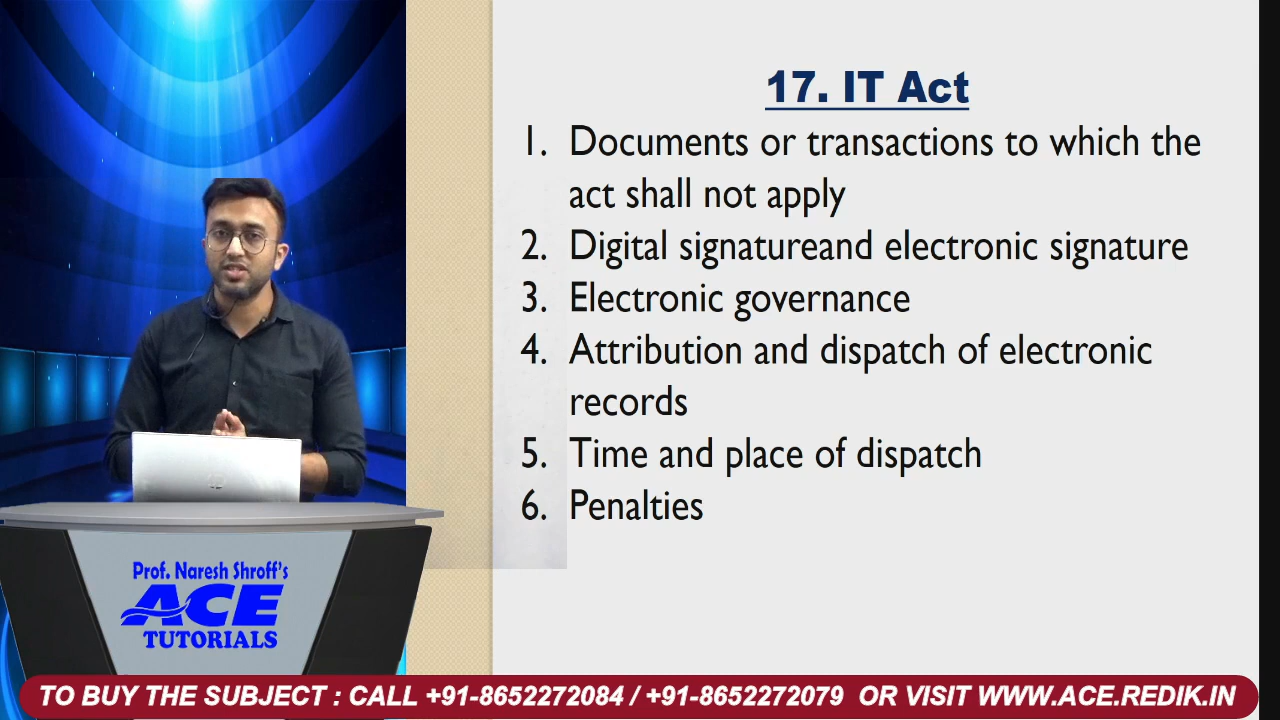 17. IT Act
1. Documents or transactions to which the
act shall not apply
2. Digital signatureand electronic signature
3. Electronic governance
4. Attribution and dispatch of electronic
records
5. Time and place of dispatch
6. Penalties
Prof. Naresh Shroff's
ACE
TUTORIALS
TO BUY THE SUBJECT : CALL +91-8652272084 / +91-8652272079 OR VISIT WWW.ACE.REDIK.IN